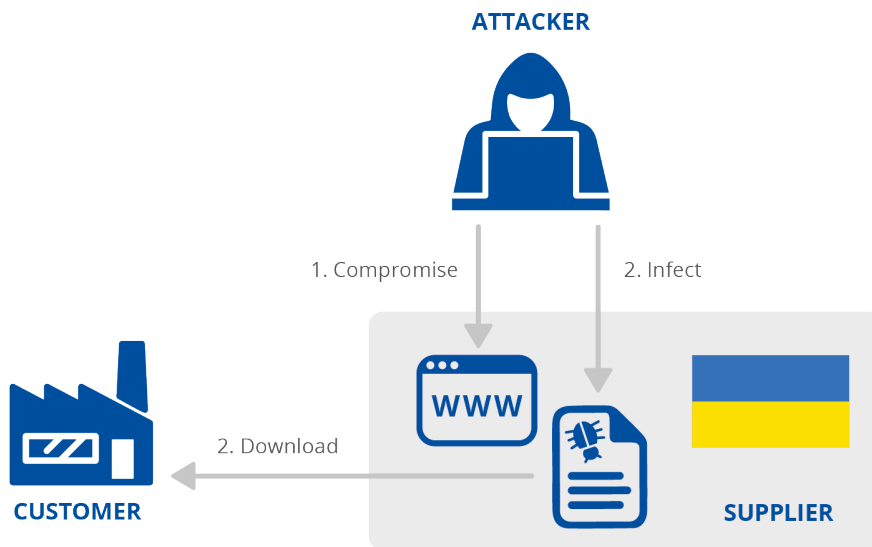 ATTACKER
1. Compromise
2. Infect
WWW
2. Download
CUSTOMER
SUPPLIER